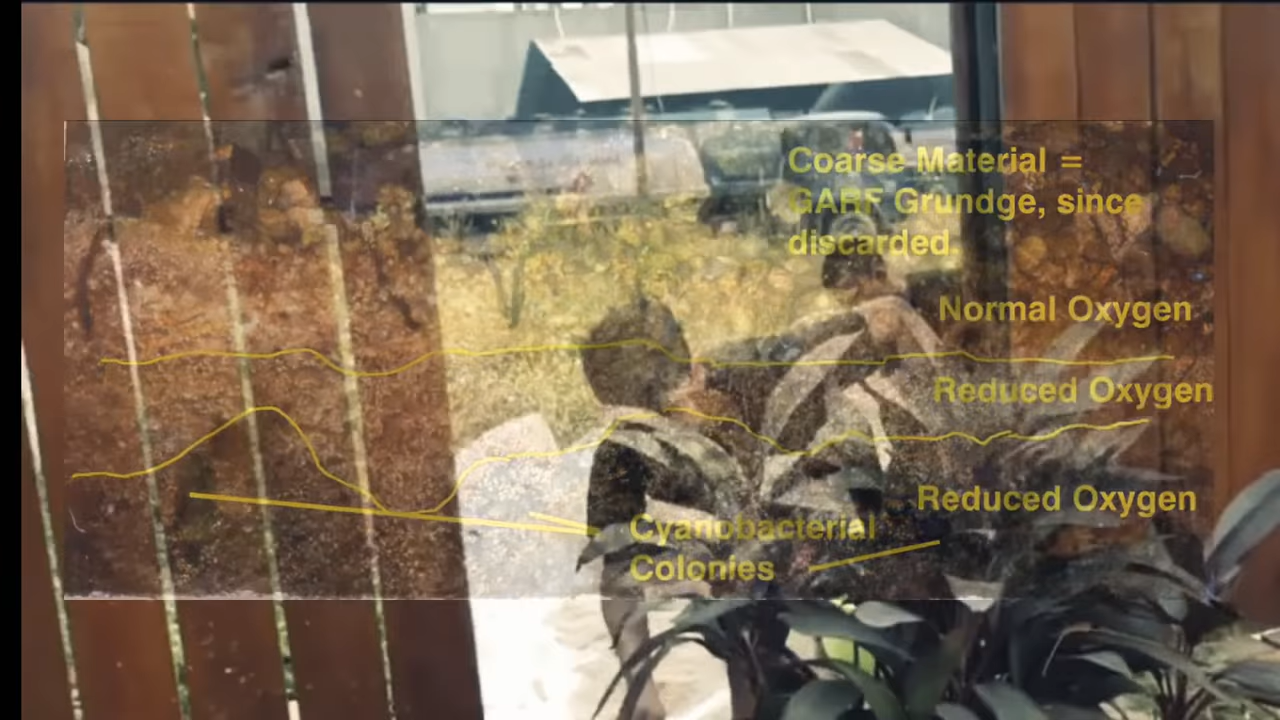 Coarse Material =
GARF Grundge, since
discarded.
Normal Oxygen
Reduced Oxygen
Reduced Oxygen
Cyanobacterial
Colonies